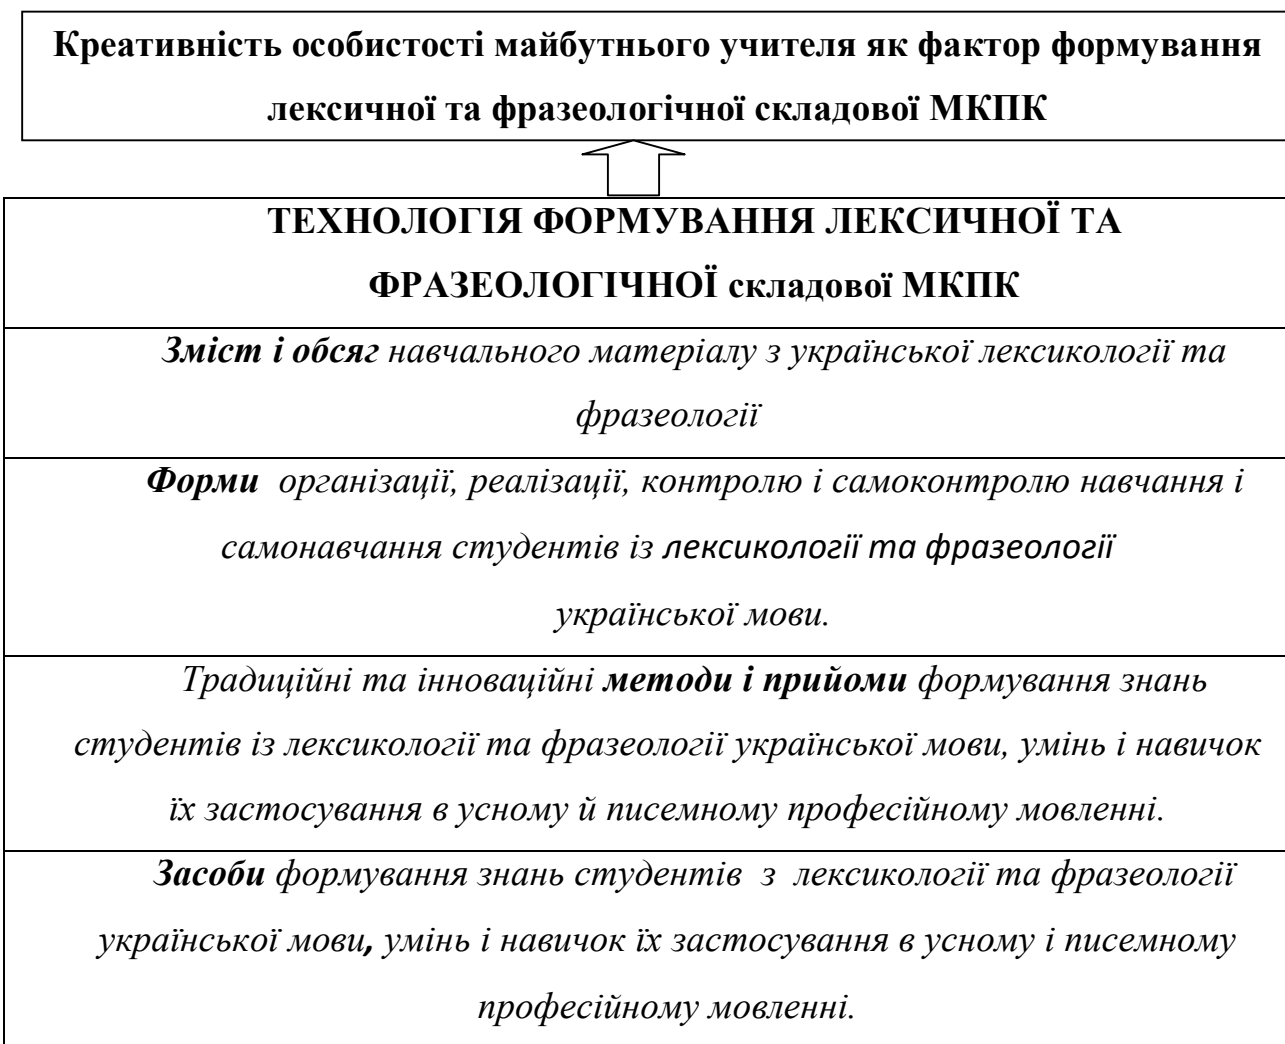 Креативність особистості майбутнього учителя як фактор формування
лексичної та фразеологічної складової МКПК
ТЕХНОЛОГІЯ ФОРМУВАННЯ ЛЕКСИЧНОЇ ТА
ФРАЗЕОЛОГІЧНОЇ складової МКПК
Зміст і обсяг навчального матеріалу з української лексикології та
фразеології
Форми організації, реалізації, контролю і самоконтролю навчання і
самонавчання студентів із лексикології та фразеології
української мови.
Традиційні та інноваційні методи і прийоми формування знань
студентів із лексикології та фразеології української мови, умінь і навичок
їх застосування в усному й писемному професійному мовленні.
Засоби формування знань студентів з лексикології та фразеології
української мови, умінь і навичок їх застосування в усному і писемному
професійному мовленні.